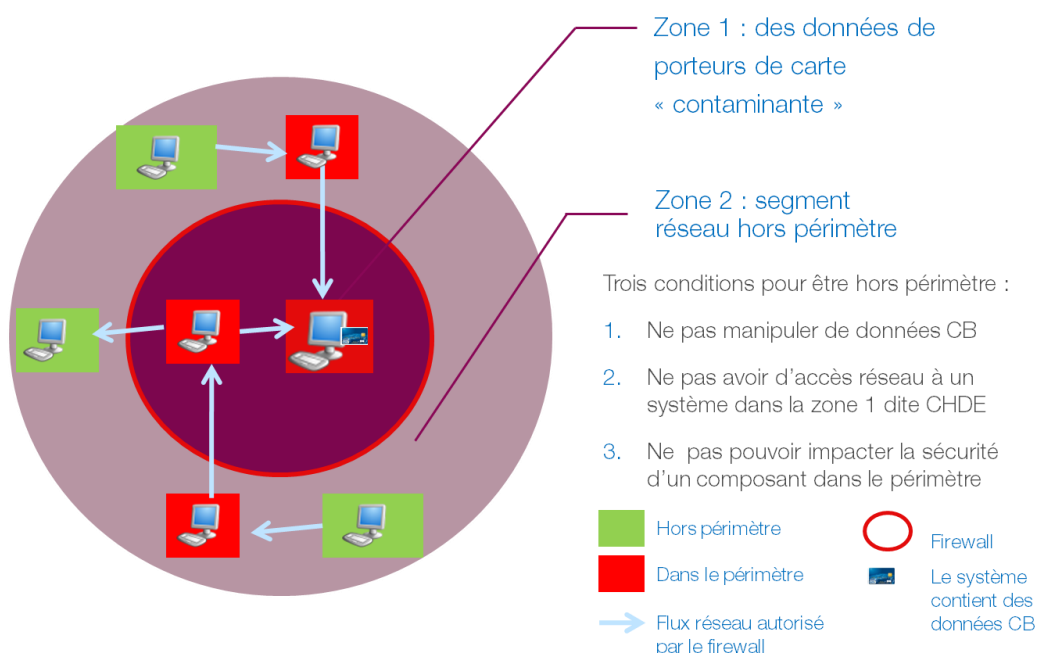 Zone 1 : des données de
porteurs de carte
« contaminante »
Zone 2 : segment
réseau hors périmètre
Trois conditions pour être hors périmètre :
1. Ne pas manipuler de données CB
2. Ne pas avoir d'accès réseau à un
système dans la zone 1 dite CHDE
3. Ne pas pouvoir impacter la sécurité
d'un composant dans le périmètre
Hors périmètre
Dans le périmètre
Flux réseau autorisé
par le firewall
Firewall
Le système
contient des
données CB